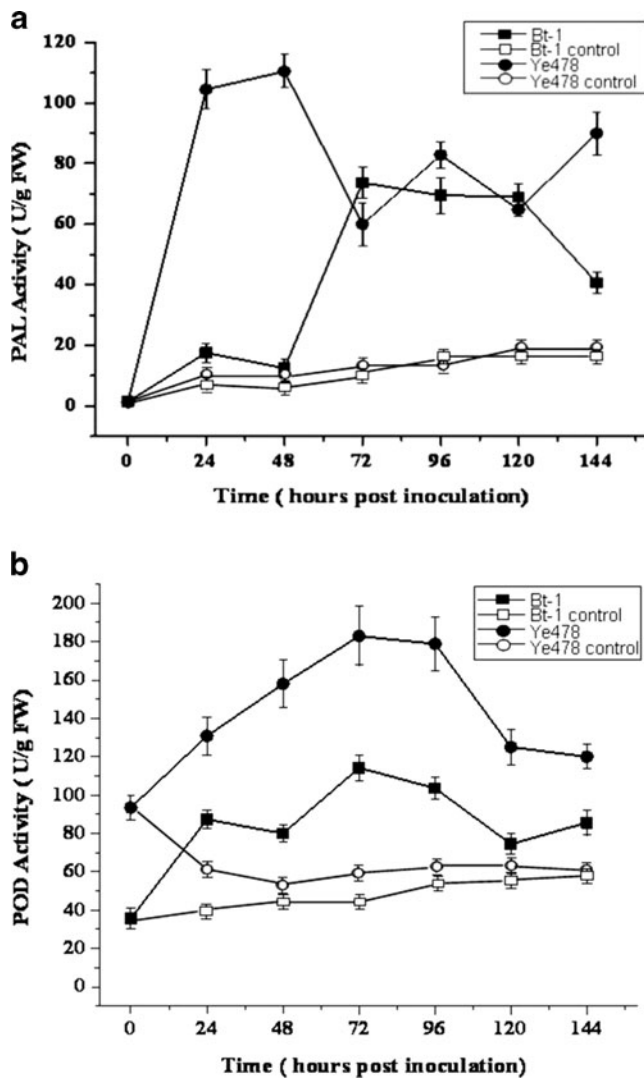 a
120
100
80
60
40
20
0
PAL Activity ( U/g FW)
Bt-1
Bt-1 control
Ye478
Ye478 control
0 24 48 72 96 120 144
Time ( hours post inoculation)
b
200
180
160
140
120
100
80
60
40
20
0
POD Activity ( U/g FW)
Bt-1
Bt-1 control
Ye478
Ye478 control
0 24 48 72 96 120 144
Time ( hours post inoculation)